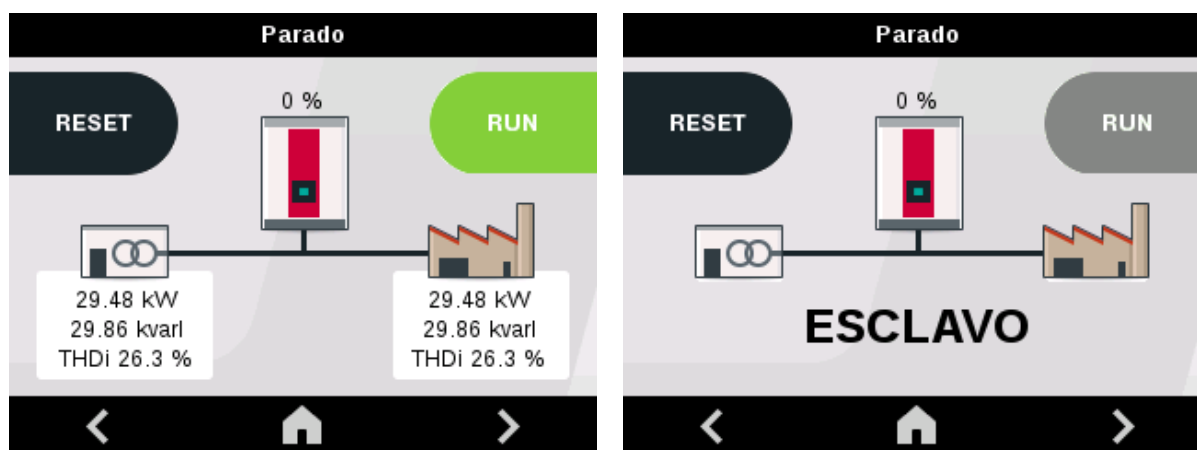 Parado
RESET
0 %
RUN
29.48 kW
29.86 kvarl
THDi 26.3 %
29.48 kW
29.86 kvarl
THDi 26.3 %
Parado
RESET
0 %
RUN
ESCLAVO